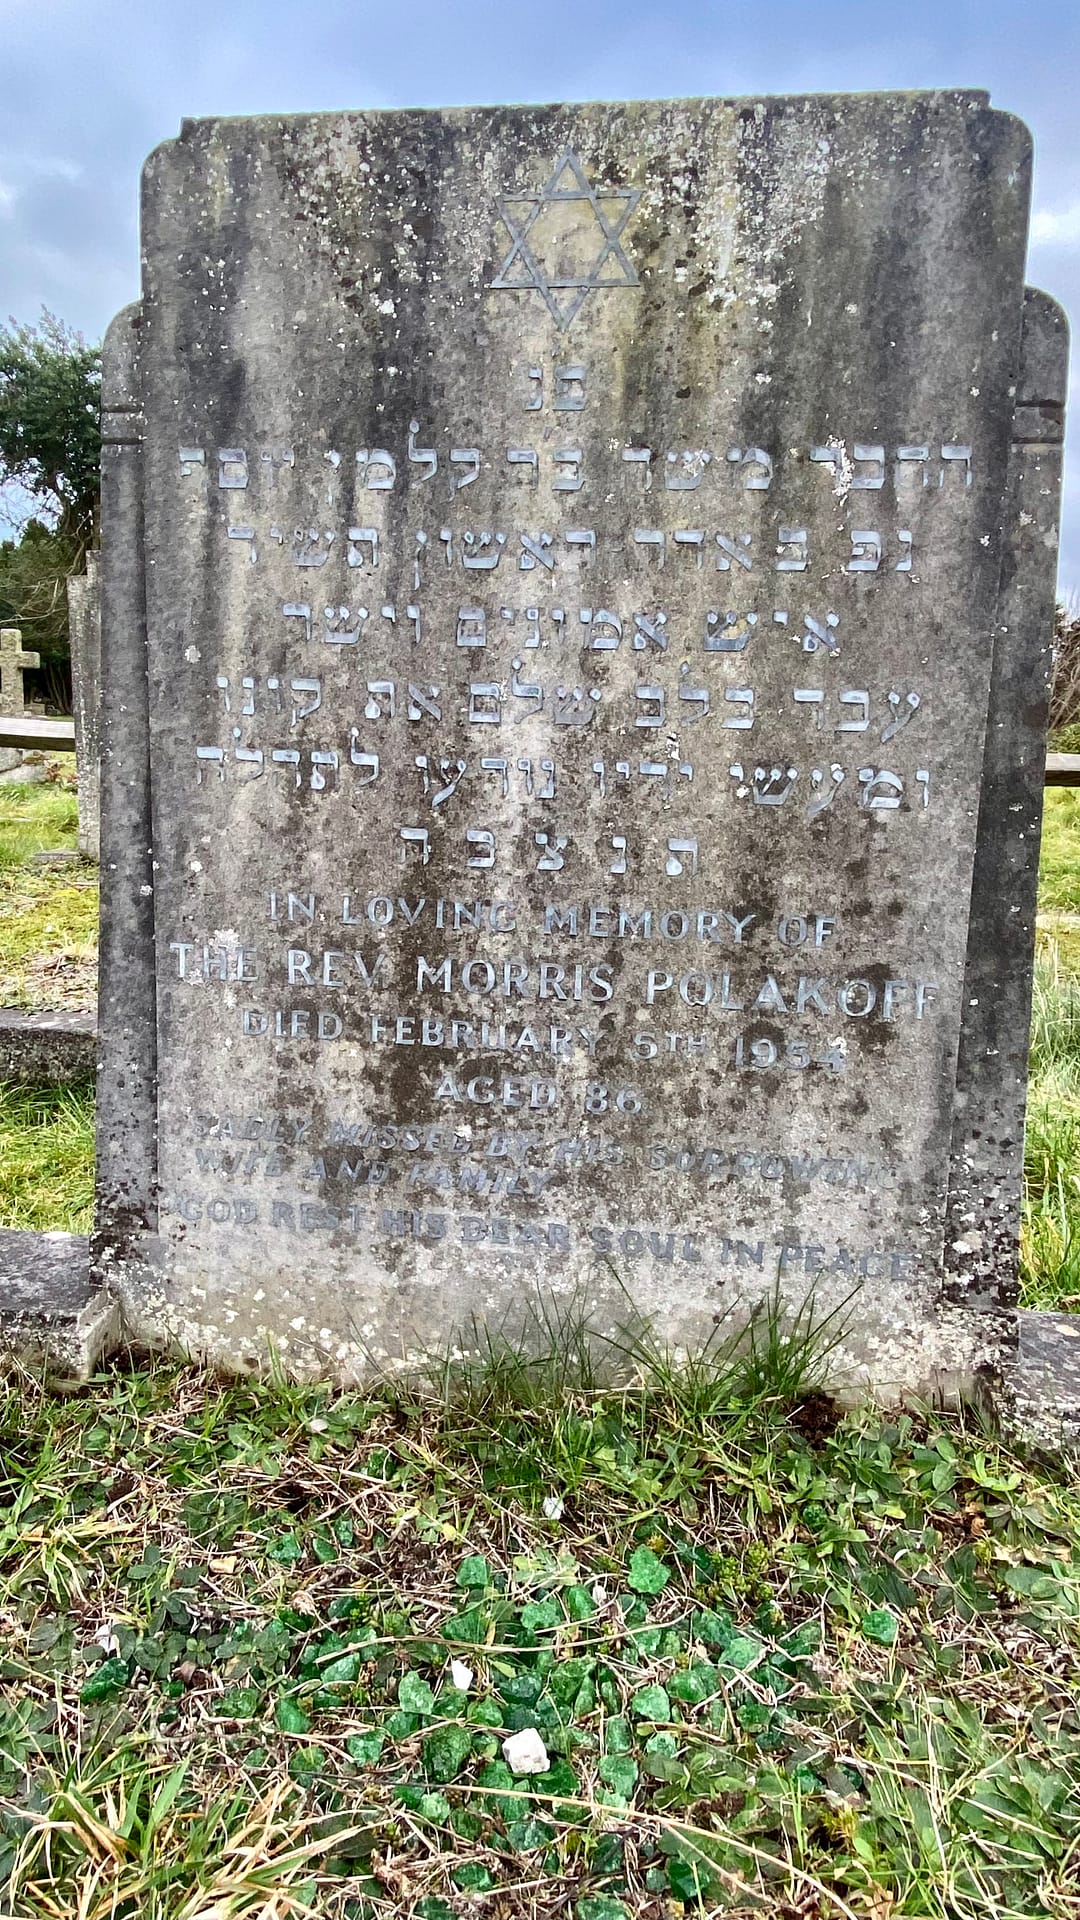 פנ
החבר משה בר קלמן יוסף
נפ ב אדר ראשון תשיד
איש אמונים וישר
עבד בלב שלם את קונו
ומעשי ידיו נודעו לתהלה
ת נ צ ב ה
IN LOVING MEMORY OF
THE REV. MORRIS POLAKOFF
DIED FEBRUARY 5TH 1954
AGED 86
SADLY MISSED BY HIS SORROWING
WIFE AND FAMILY
GOD REST HIS DEAR SOUL IN PEACE